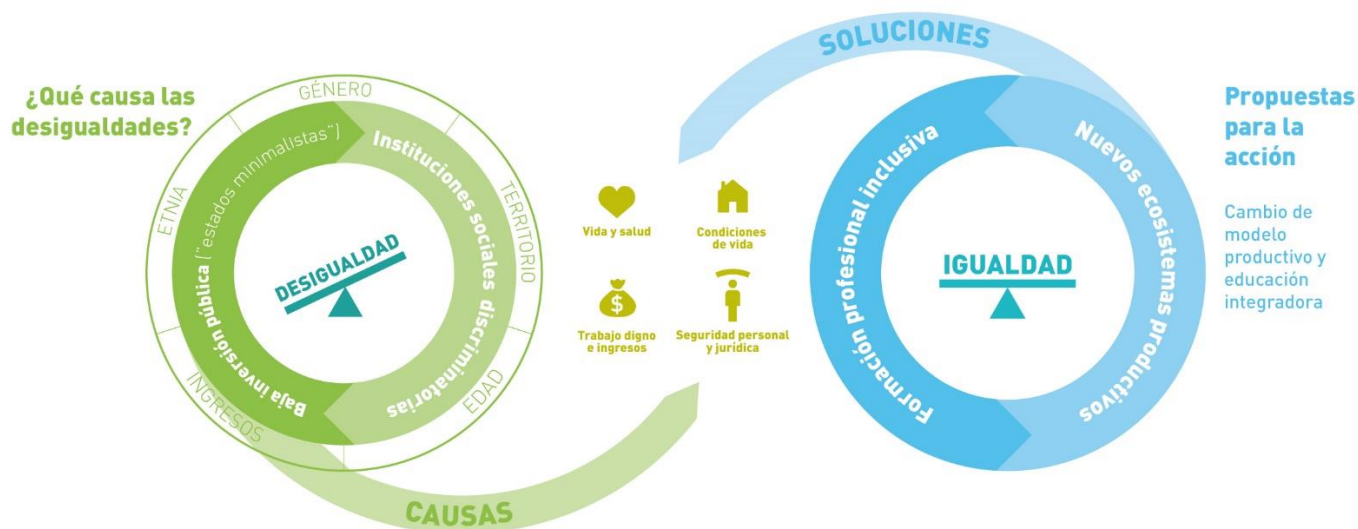 ¿Qué causa las
desigualdades?
GÉNERO
ETNIA
TERRITORIO
INGRESOS
EDAD
Baja inversión pública ("estados minimalistas")
Instituciones sociales discriminatorias
DESIGUALDAD
CAUSAS
Vida y salud
Condiciones
de vida
$
Trabajo digno
e ingresos
Seguridad personal
y jurídica
SOLUCIONES
Formación profesional inclusiva
Nuevos ecosistemas productivos
IGUALDAD
Propuestas
para la
acción
Cambio de
modelo
productivo y
educación
integradora